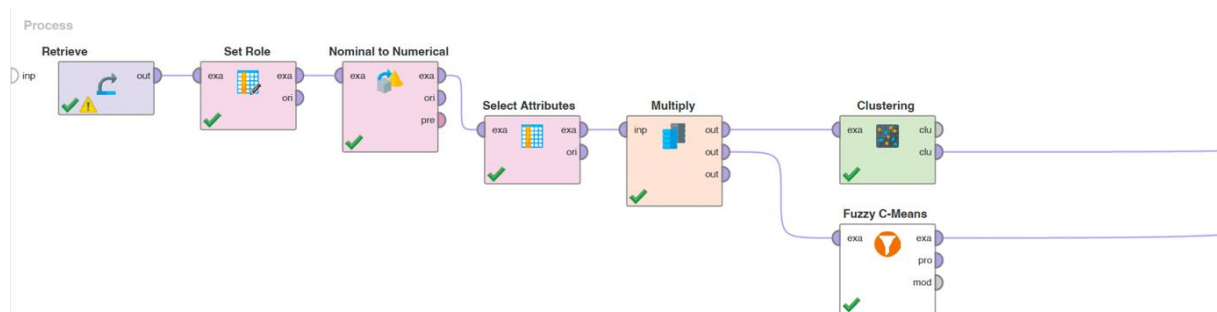 Process
inp
Retrieve
out
Set Role
exa
exa
ori
Nominal to Numerical
exa
exa
ori
pre
Select Attributes
exa
exa
ori
Multiply
inp
out
out
out
Clustering
exa
clu
clu
Fuzzy C-Means
exa
exa
pro
mod